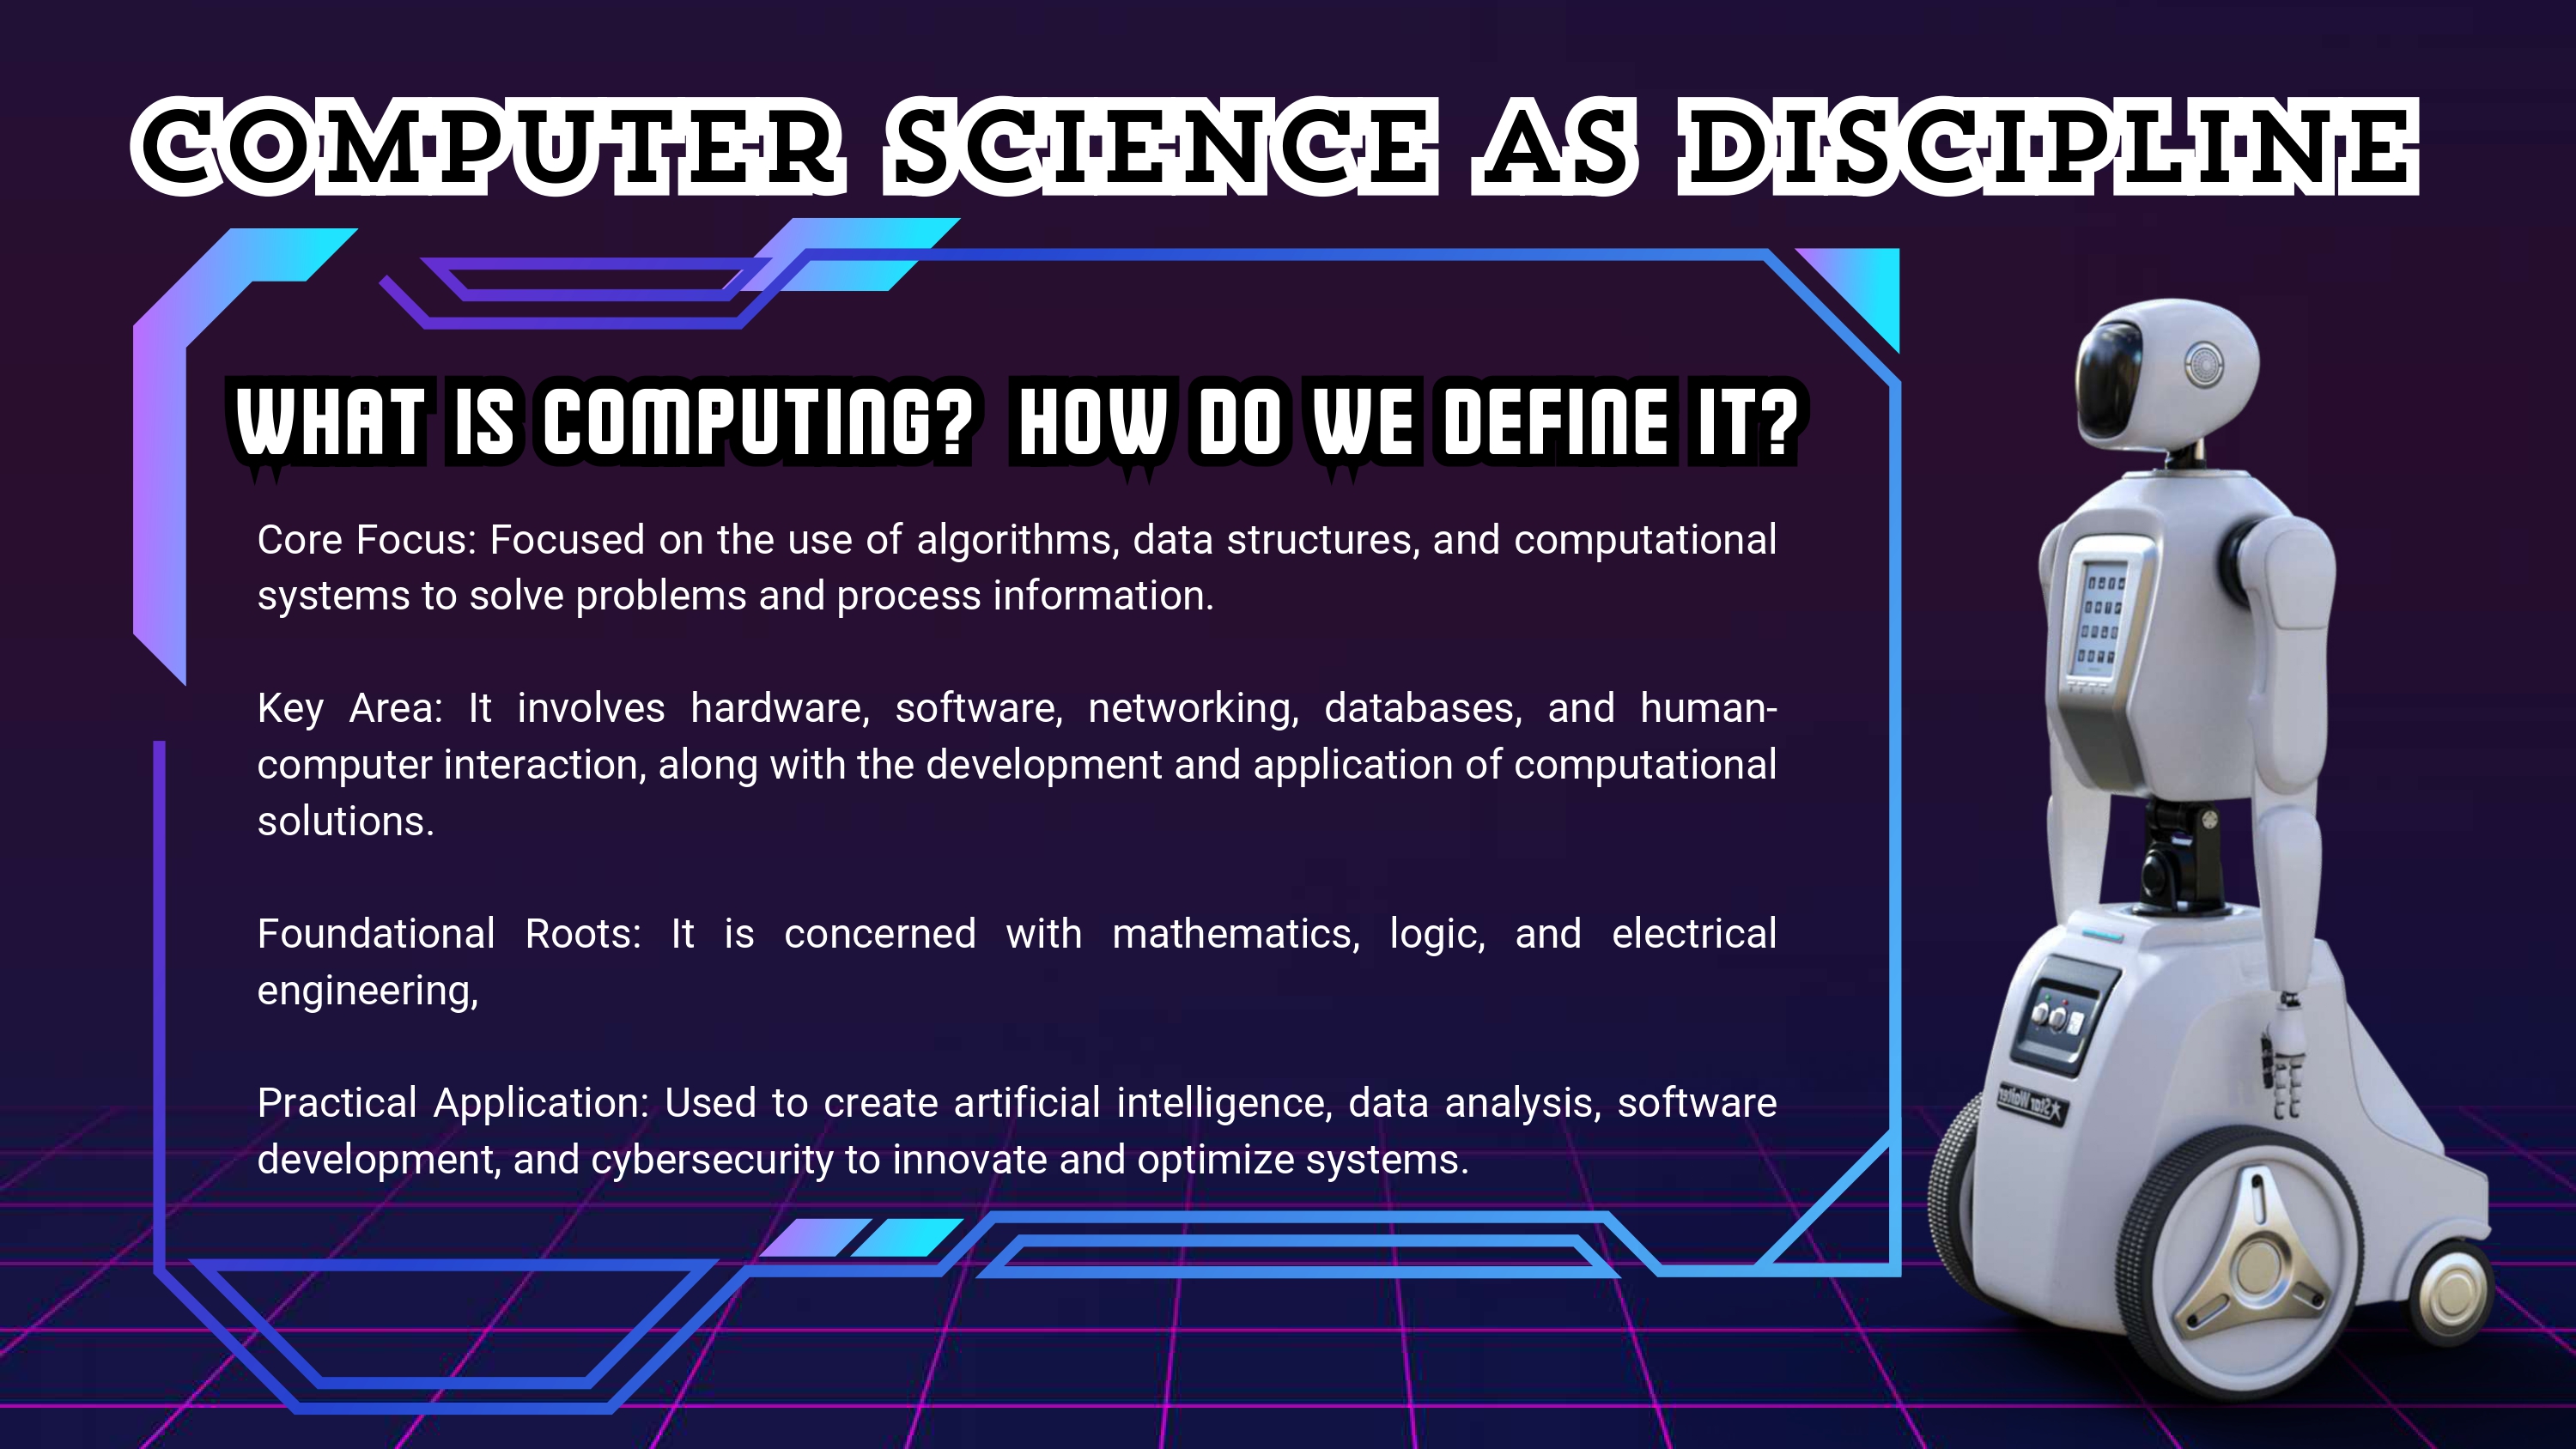 COMPUTER SCIENCE AS DISCIPLINE
WHAT IS COMPUTING? HOW DO WE DEFINE IT?
Core Focus: Focused on the use of algorithms, data structures, and computational
systems to solve problems and process information.
Key Area: It involves hardware, software, networking, databases, and human-
computer interaction, along with the development and application of computational
solutions.
Foundational Roots: It is concerned with mathematics, logic, and electrical
engineering,
Practical Application: Used to create artificial intelligence, data analysis, software
development, and cybersecurity to innovate and optimize systems.
★Star Walker